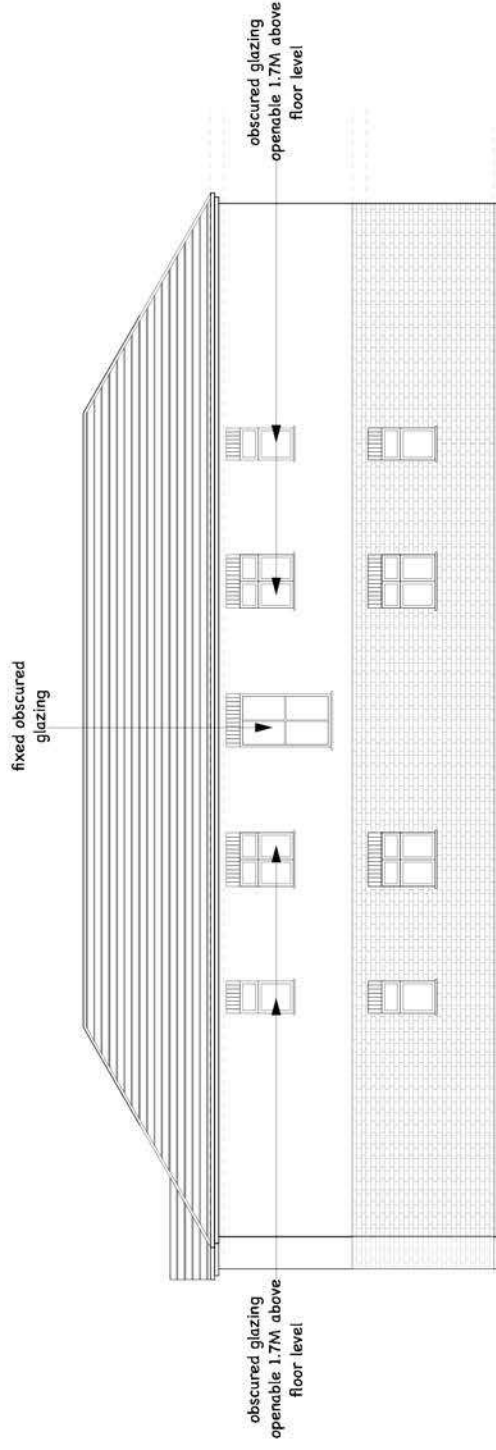 fixed obscured
glazing
obscured glazing
openable 1.7M above
floor level
obscured glazing
openable 1.7M above
floor level